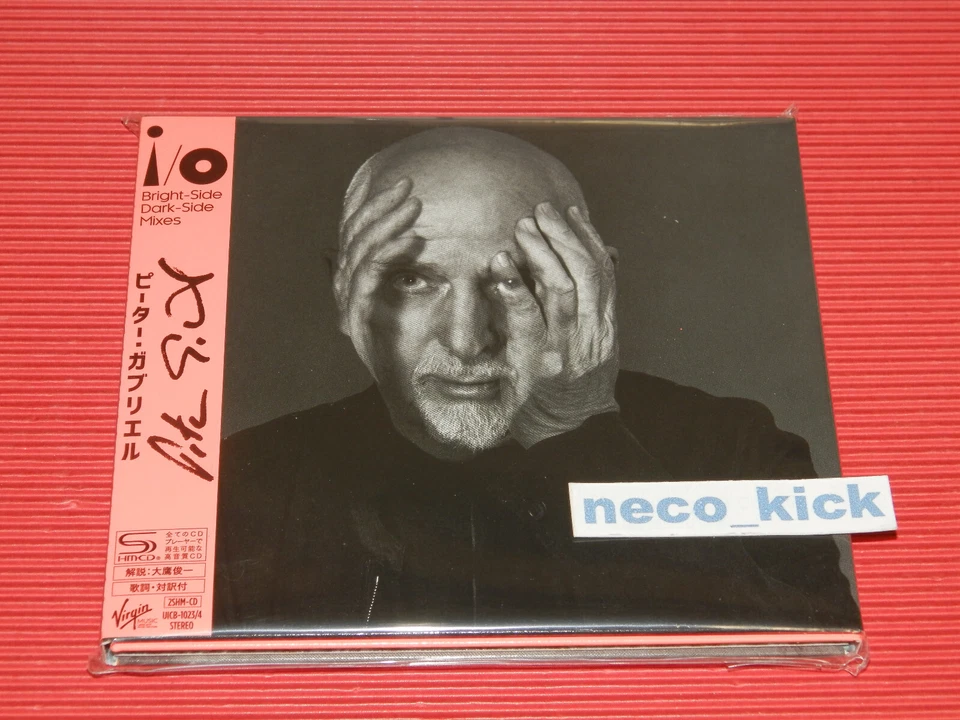 i/o
Bright-Side
Dark-Side
Mixes
ピーター・ガブリエル
SHM-CD
全てのCD
プレーヤーで
再生可能な
高音質CD
解説:大鷹俊一
歌詞・対訳付
Virgin
MUSIC
2SHM-CD
UICB-1023/4
STEREO
neco_kick